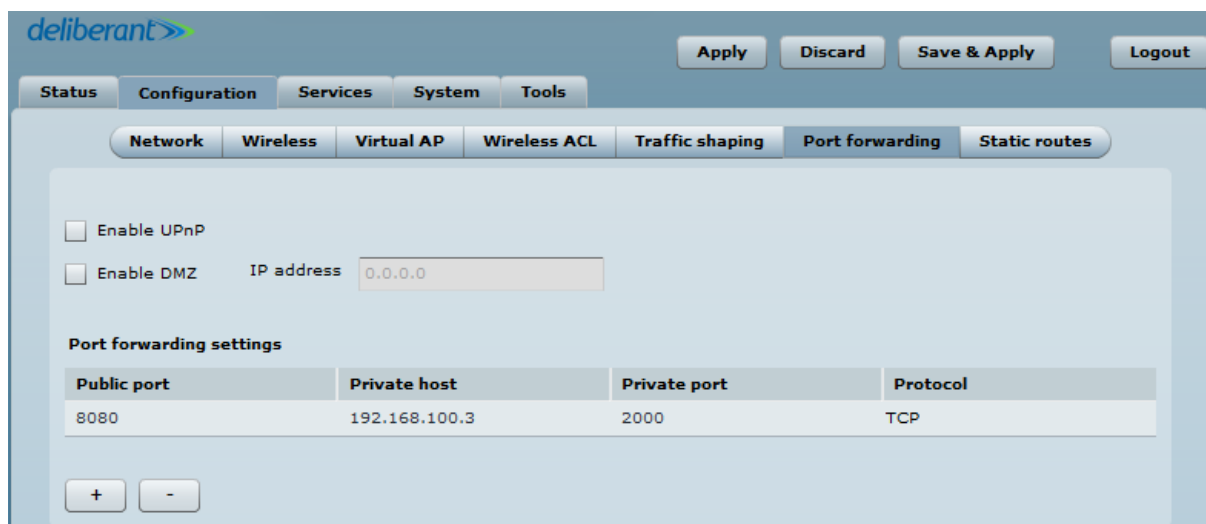 deliberant
Apply Discard Save & Apply Logout
Status Configuration Services System Tools
Network Wireless Virtual AP Wireless ACL Traffic shaping Port forwarding Static routes
Enable UPnP
Enable DMZ IP address 0.0.0.0
Port forwarding settings
Public port Private host Private port Protocol
8080 192.168.100.3 2000 TCP
+ -